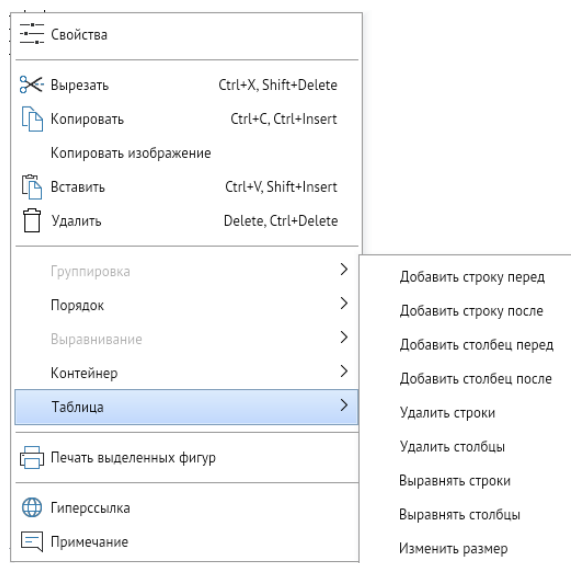 Свойства
Вырезать Ctrl+X, Shift+Delete
Копировать Ctrl+C, Ctrl+Insert
Копировать изображение
Вставить Ctrl+V, Shift+Insert
Удалить Delete, Ctrl+Delete
Группировка
Порядок
Выравнивание
Контейнер
Таблица
Печать выделенных фигур
Гиперссылка
Примечание
Добавить строку перед
Добавить строку после
Добавить столбец перед
Добавить столбец после
Удалить строки
Удалить столбцы
Выравнять строки
Выравнять столбцы
Изменить размер